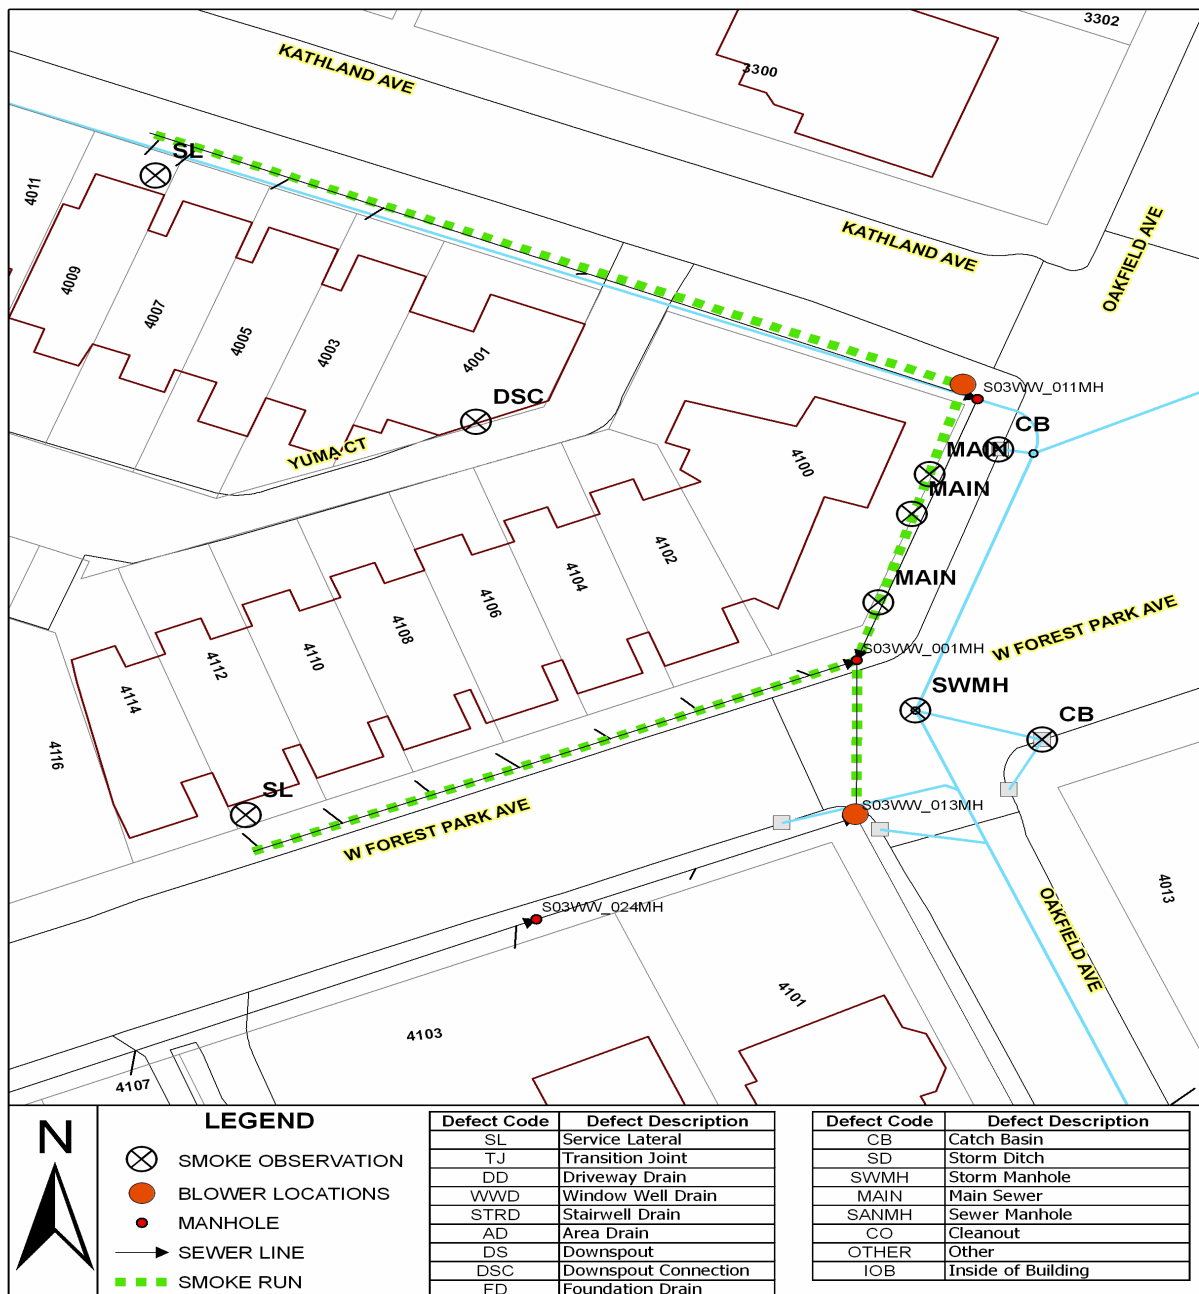 3302
KATHLAND AVE
3300
SL
4011
KATHLAND AVE
OAKFIELD AVE
4009
4007
4005
4003
4001
S03WW_011MH
DSC
CB
MAIN
YUMA CT
4100
MAIN
4102
4104
MAIN
4106
4108
W FOREST PARK AVE
4110
4112
S03WW_001MH
4114
SWMH
CB
4116
SL
S03WW_013MH
W FOREST PARK AVE
4013
S03WW_024MH
OAKFIELD AVE
4101
4103
4107
N
LEGEND
SMOKE OBSERVATION
BLOWER LOCATIONS
MANHOLE
SEWER LINE
SMOKE RUN
Defect Code Defect Description
SL Service Lateral
TJ Transition Joint
DD Driveway Drain
WWD Window Well Drain
STRD Stairwell Drain
AD Area Drain
DS Downspout
DSC Downspout Connection
FD Foundation Drain
Defect Code Defect Description
CB Catch Basin
SD Storm Ditch
SWMH Storm Manhole
MAIN Main Sewer
SANMH Sewer Manhole
CO Cleanout
OTHER Other
IOB Inside of Building